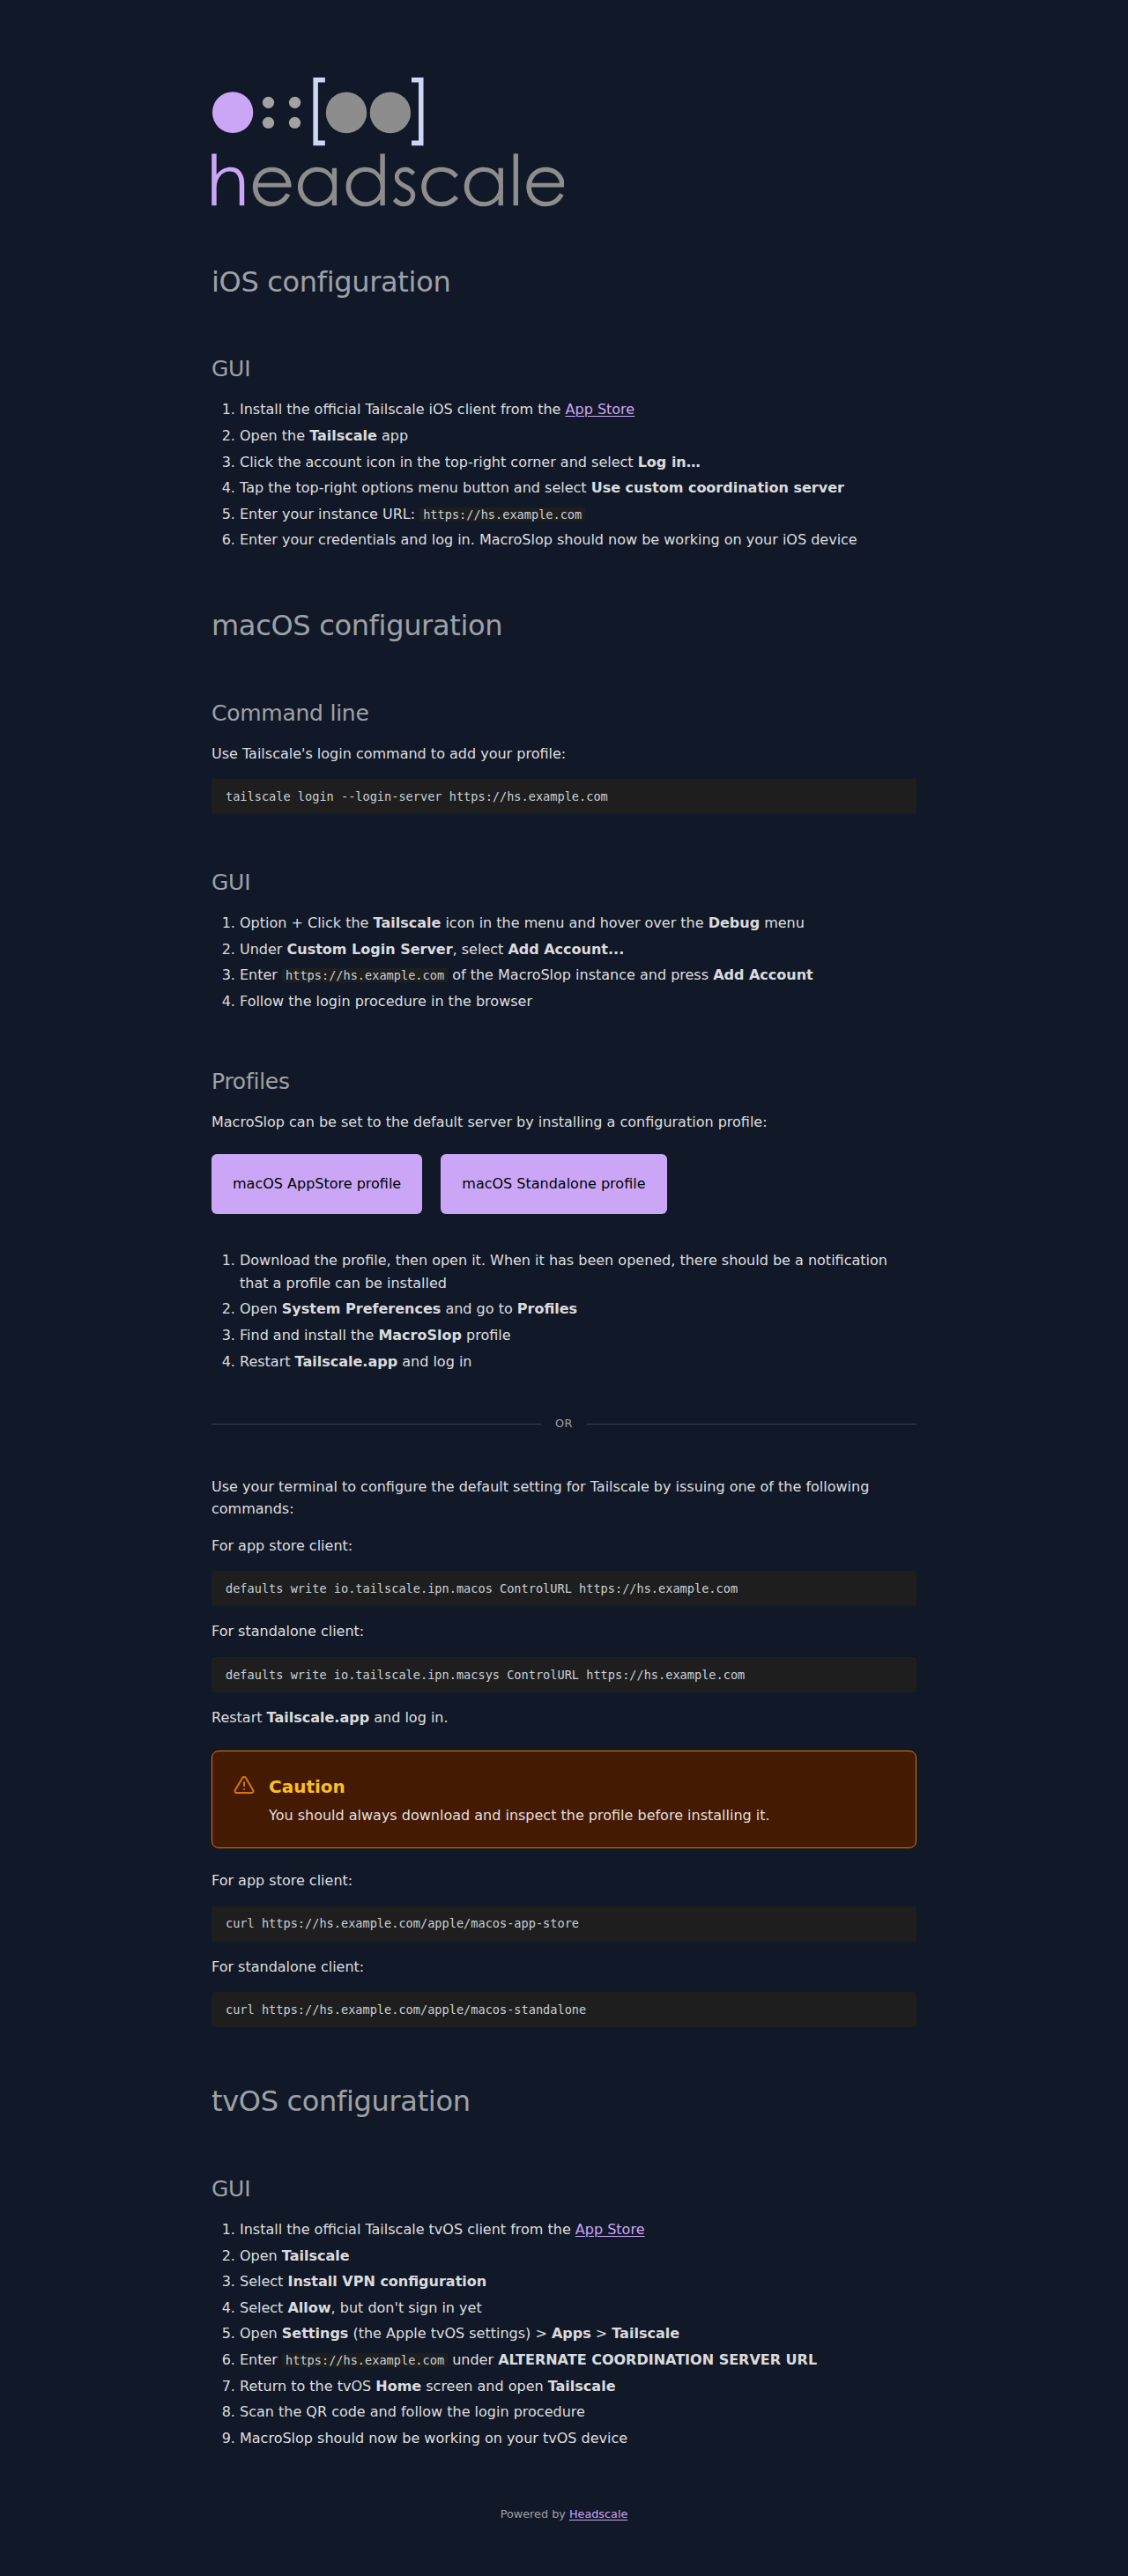 headscale
iOS configuration
GUI
1. Install the official Tailscale iOS client from the App Store
2. Open the Tailscale app
3. Click the account icon in the top-right corner and select Log in…
4. Tap the top-right options menu button and select Use custom coordination server
5. Enter your instance URL: https://hs.example.com
6. Enter your credentials and log in. MacroSlop should now be working on your iOS device
macOS configuration
Command line
Use Tailscale's login command to add your profile:
tailscale login --login-server https://hs.example.com
GUI
1. Option + Click the Tailscale icon in the menu and hover over the Debug menu
2. Under Custom Login Server, select Add Account...
3. Enter https://hs.example.com of the MacroSlop instance and press Add Account
4. Follow the login procedure in the browser
Profiles
MacroSlop can be set to the default server by installing a configuration profile:
macOS AppStore profile macOS Standalone profile
1. Download the profile, then open it. When it has been opened, there should be a notification
that a profile can be installed
2. Open System Preferences and go to Profiles
3. Find and install the MacroSlop profile
4. Restart Tailscale.app and log in
OR
Use your terminal to configure the default setting for Tailscale by issuing one of the following
commands:
For app store client:
defaults write io.tailscale.ipn.macos ControlURL https://hs.example.com
For standalone client:
defaults write io.tailscale.ipn.macsys ControlURL https://hs.example.com
Restart Tailscale.app and log in.
Caution
You should always download and inspect the profile before installing it.
For app store client:
curl https://hs.example.com/apple/macos-app-store
For standalone client:
curl https://hs.example.com/apple/macos-standalone
tvOS configuration
GUI
1. Install the official Tailscale tvOS client from the App Store
2. Open Tailscale
3. Select Install VPN configuration
4. Select Allow, but don't sign in yet
5. Open Settings (the Apple tvOS settings) > Apps > Tailscale
6. Enter https://hs.example.com under ALTERNATE COORDINATION SERVER URL
7. Return to the tvOS Home screen and open Tailscale
8. Scan the QR code and follow the login procedure
9. MacroSlop should now be working on your tvOS device
Powered by Headscale